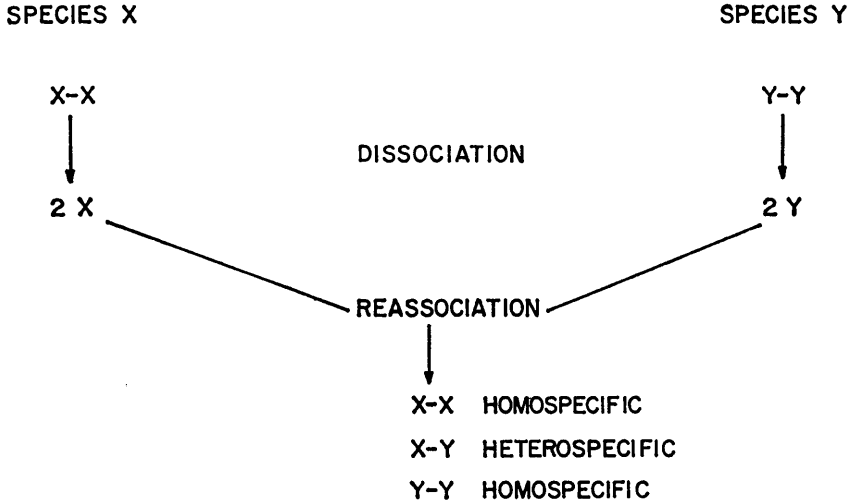 SPECIES X
SPECIES Y
X-X
Y-Y
DISSOCIATION
2 X
2 Y
REASSOCIATION
X-X HOMOSPECIFIC
X-Y HETEROSPECIFIC
Y-Y HOMOSPECIFIC